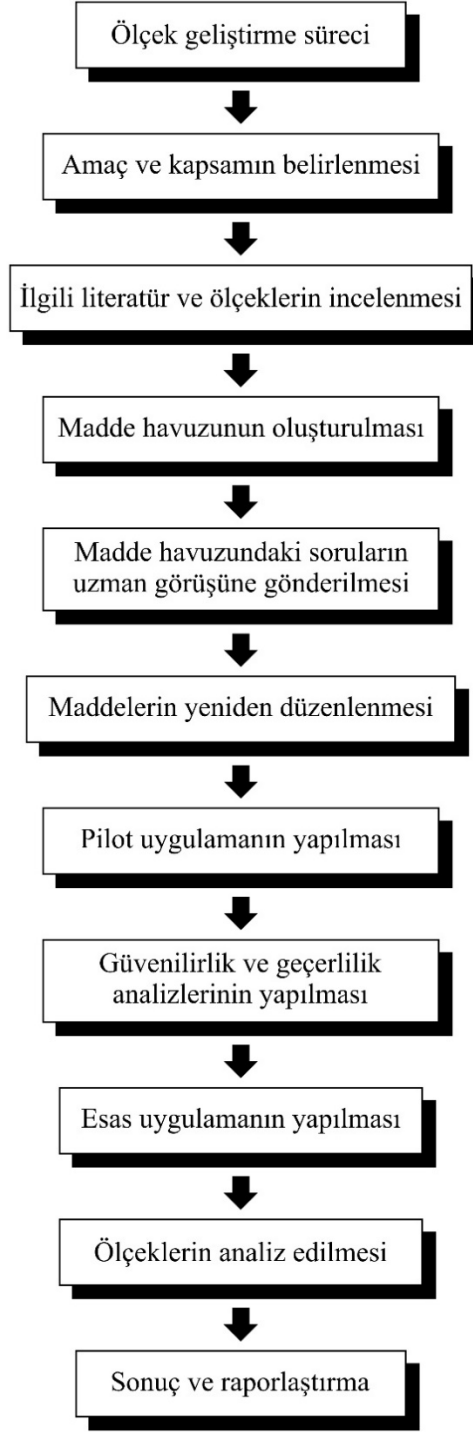 Ölçek geliştirme süreci
Amaç ve kapsamın belirlenmesi
İlgili literatür ve ölçeklerin incelenmesi
Madde havuzunun oluşturulması
Madde havuzundaki soruların
uzman görüşüne gönderilmesi
Maddelerin yeniden düzenlenmesi
Pilot uygulamanın yapılması
Güvenilirlik ve geçerlilik
analizlerinin yapılması
Esas uygulamanın yapılması
Ölçeklerin analiz edilmesi
Sonuç ve raporlaştırma